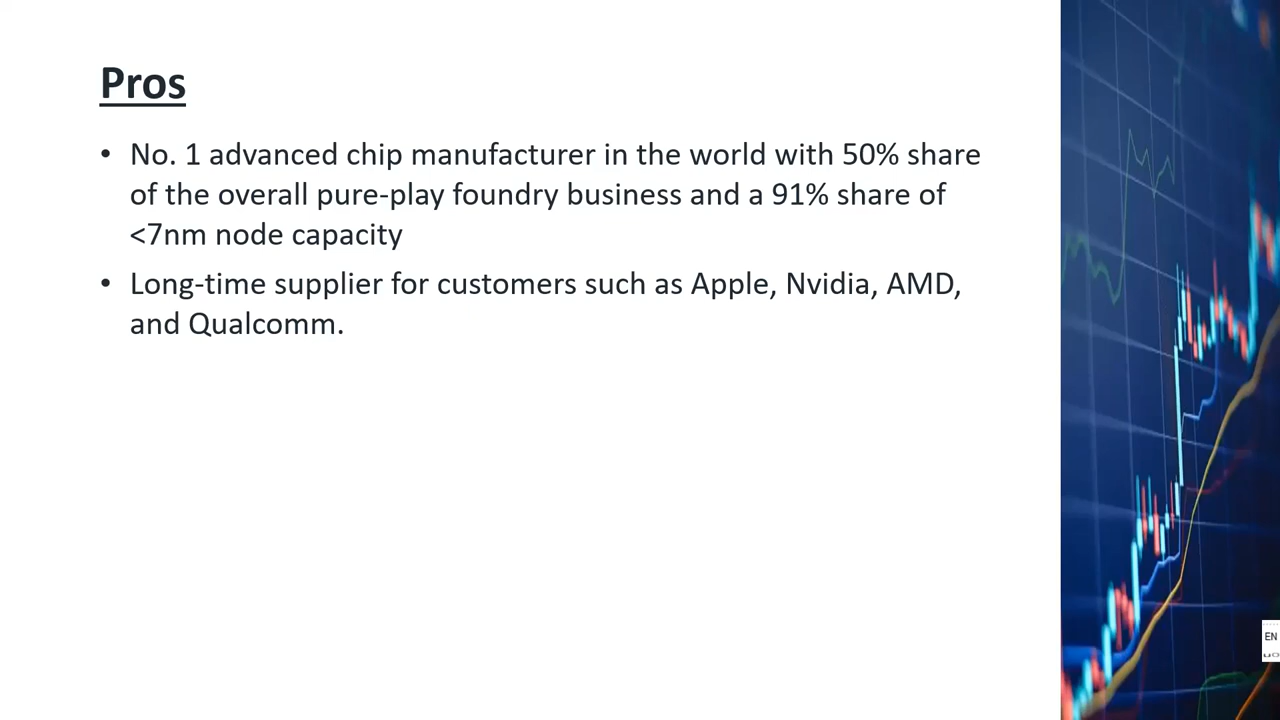 Pros
• No. 1 advanced chip manufacturer in the world with 50% share
of the overall pure-play foundry business and a 91% share of
<7nm node capacity
• Long-time supplier for customers such as Apple, Nvidia, AMD,
and Qualcomm.
EN